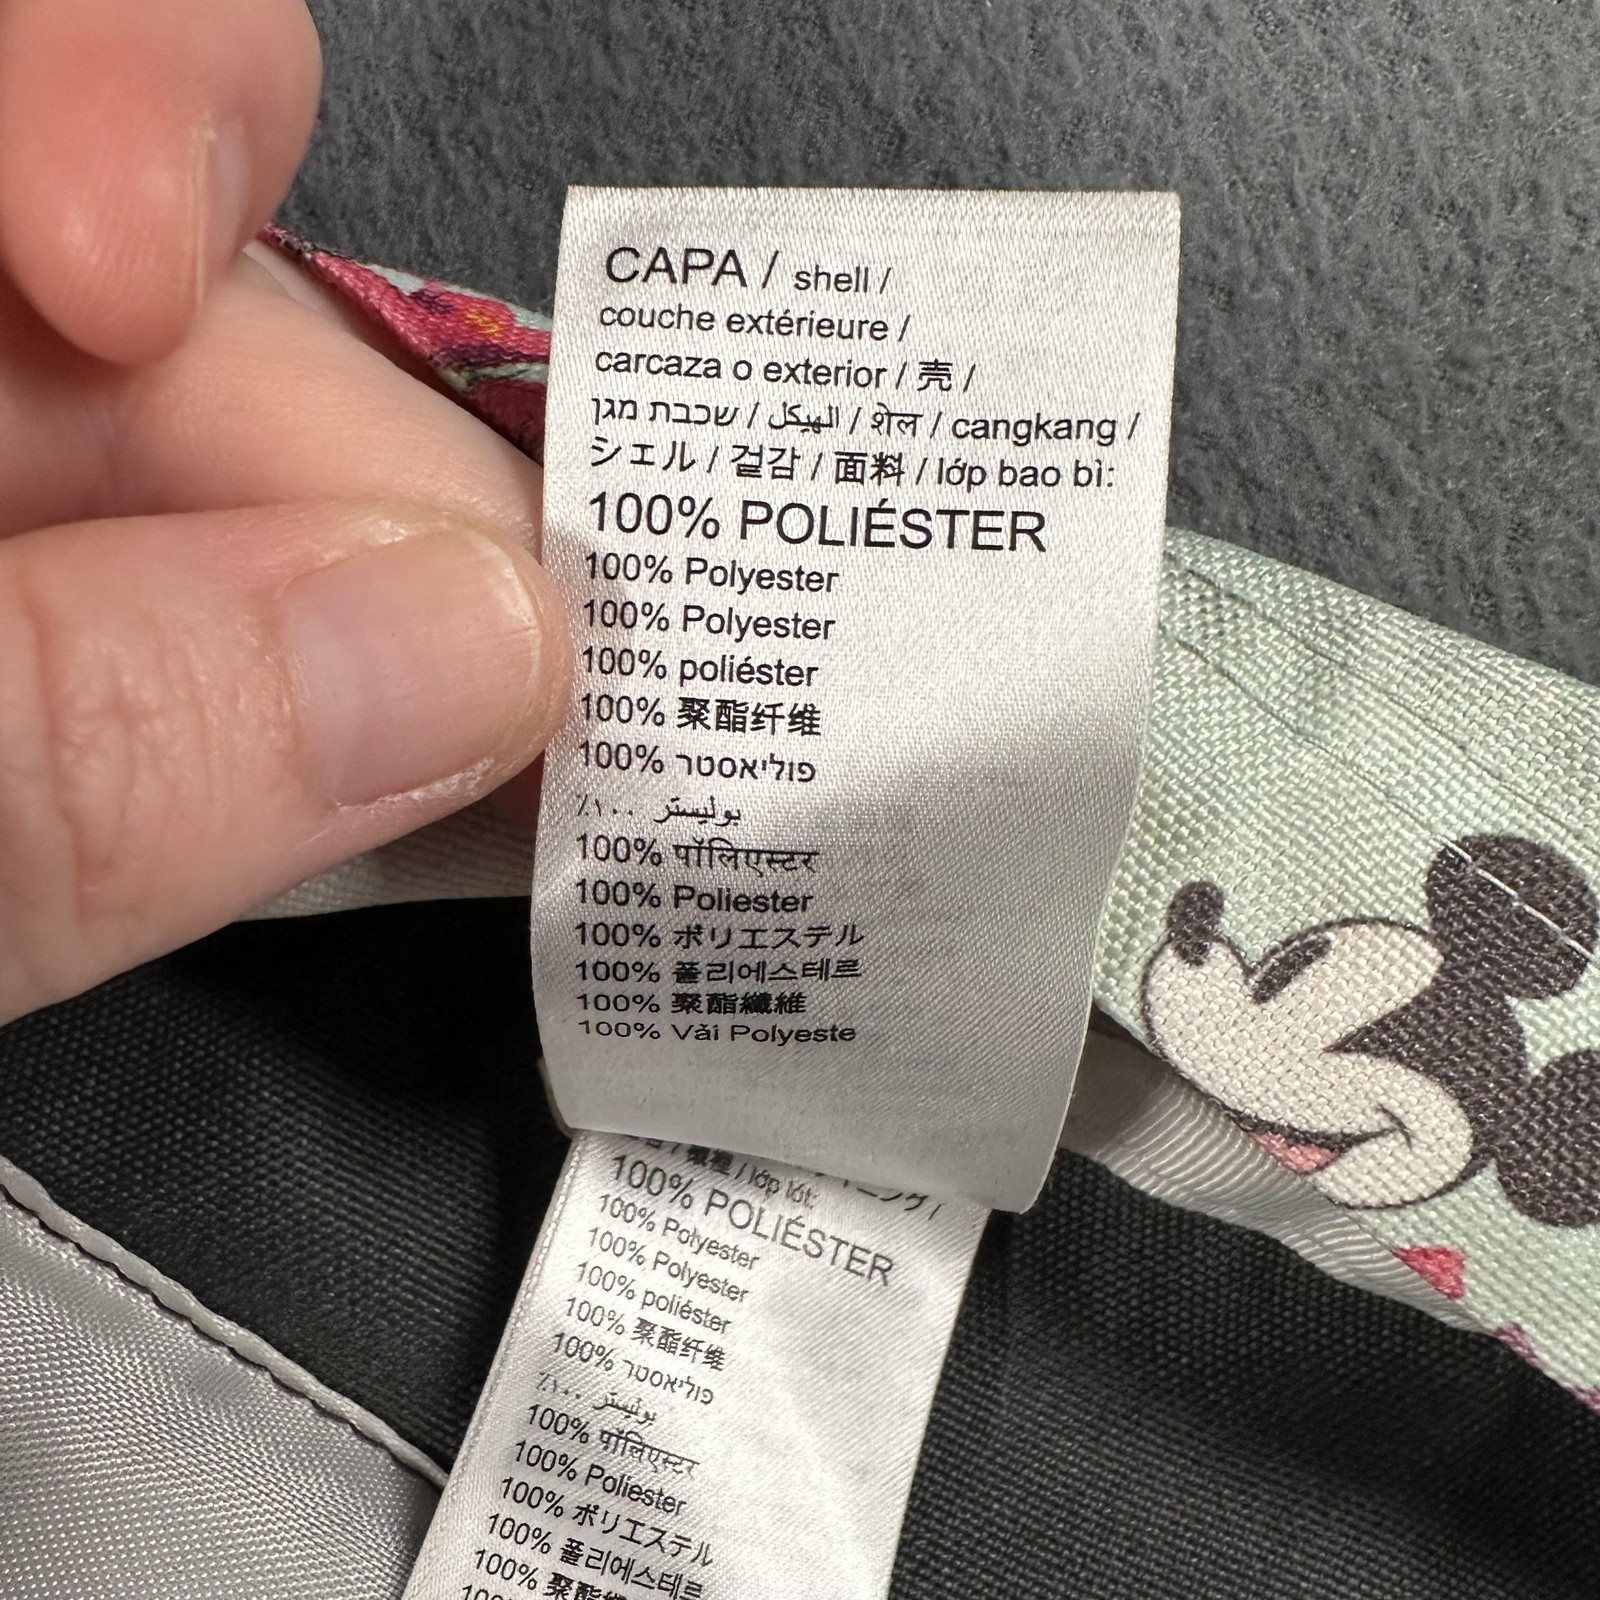 CAPA / shell /
couche extérieure /
carcaza o exterior / 壳 /
שכבת מגן / الهيكل / शेल / cangkang /
シェル / 겉감 / 面料 / lớp bao bì:
100% POLIÉSTER
100% Polyester
100% Polyester
100% poliéster
100% 聚酯纤维
100% פוליאסטר
٪١٠٠ بوليستر
100% पॉलिएस्टर
100% Poliester
100% ポリエステル
100% 폴리에스테르
100% 聚酯纖維
100% Vải Polyeste
/ lớp lót:
100% POLIÉSTER
100% Polyester
100% Polyester
100% poliéster
100% 聚酯纤维
100% פוליאסטר
٪١٠٠ بوليستر
100% पॉलिएस्टर
100% Poliester
100% ポリエステル
100% 폴리에스테르
100%